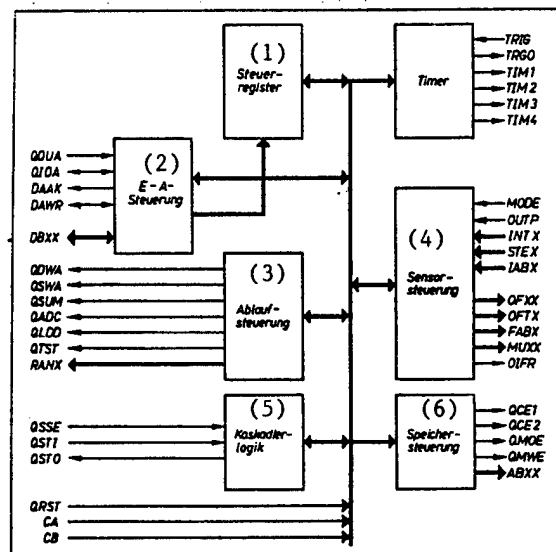 (1)
Steuer-
register
Timer
TRIG
TRGO
TIM1
TIM2
TIM3
TIM4
QDUA
QIOA
DAAK
DAWR
DBXX
(2)
E-A-
Steuerung
(3)
Ablauf-
steuerung
QDWA
QSWA
QSUM
QADC
QLOD
QTST
RANX
(4)
Sensor-
steuerung
MODE
OUTP
INTX
STEX
IABX
OFXX
OFTX
FABX
MUXX
OIFR
(5)
Kaskadier-
logik
QSSE
QSTI
QSTO
(6)
Speicher-
steuerung
QCE1
QCE2
QMOE
QMWE
ABXX
QRST
CA
CB